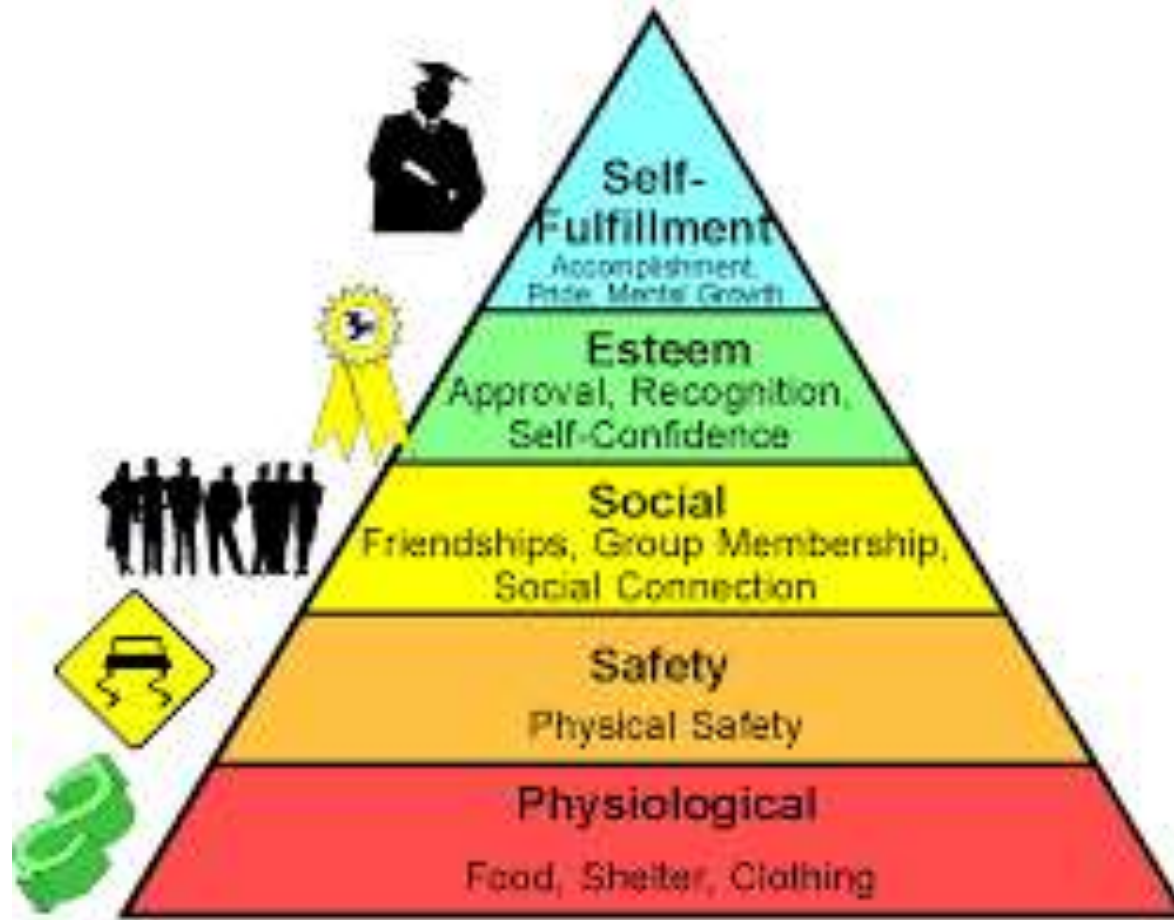 Self-
Fulfillment
Accomplishment,
Pride, Mental Growth
Esteem
Approval, Recognition,
Self-Confidence
Social
Friendships, Group Membership,
Social Connection
Safety
Physical Safety
Physiological
Food, Shelter, Clothing